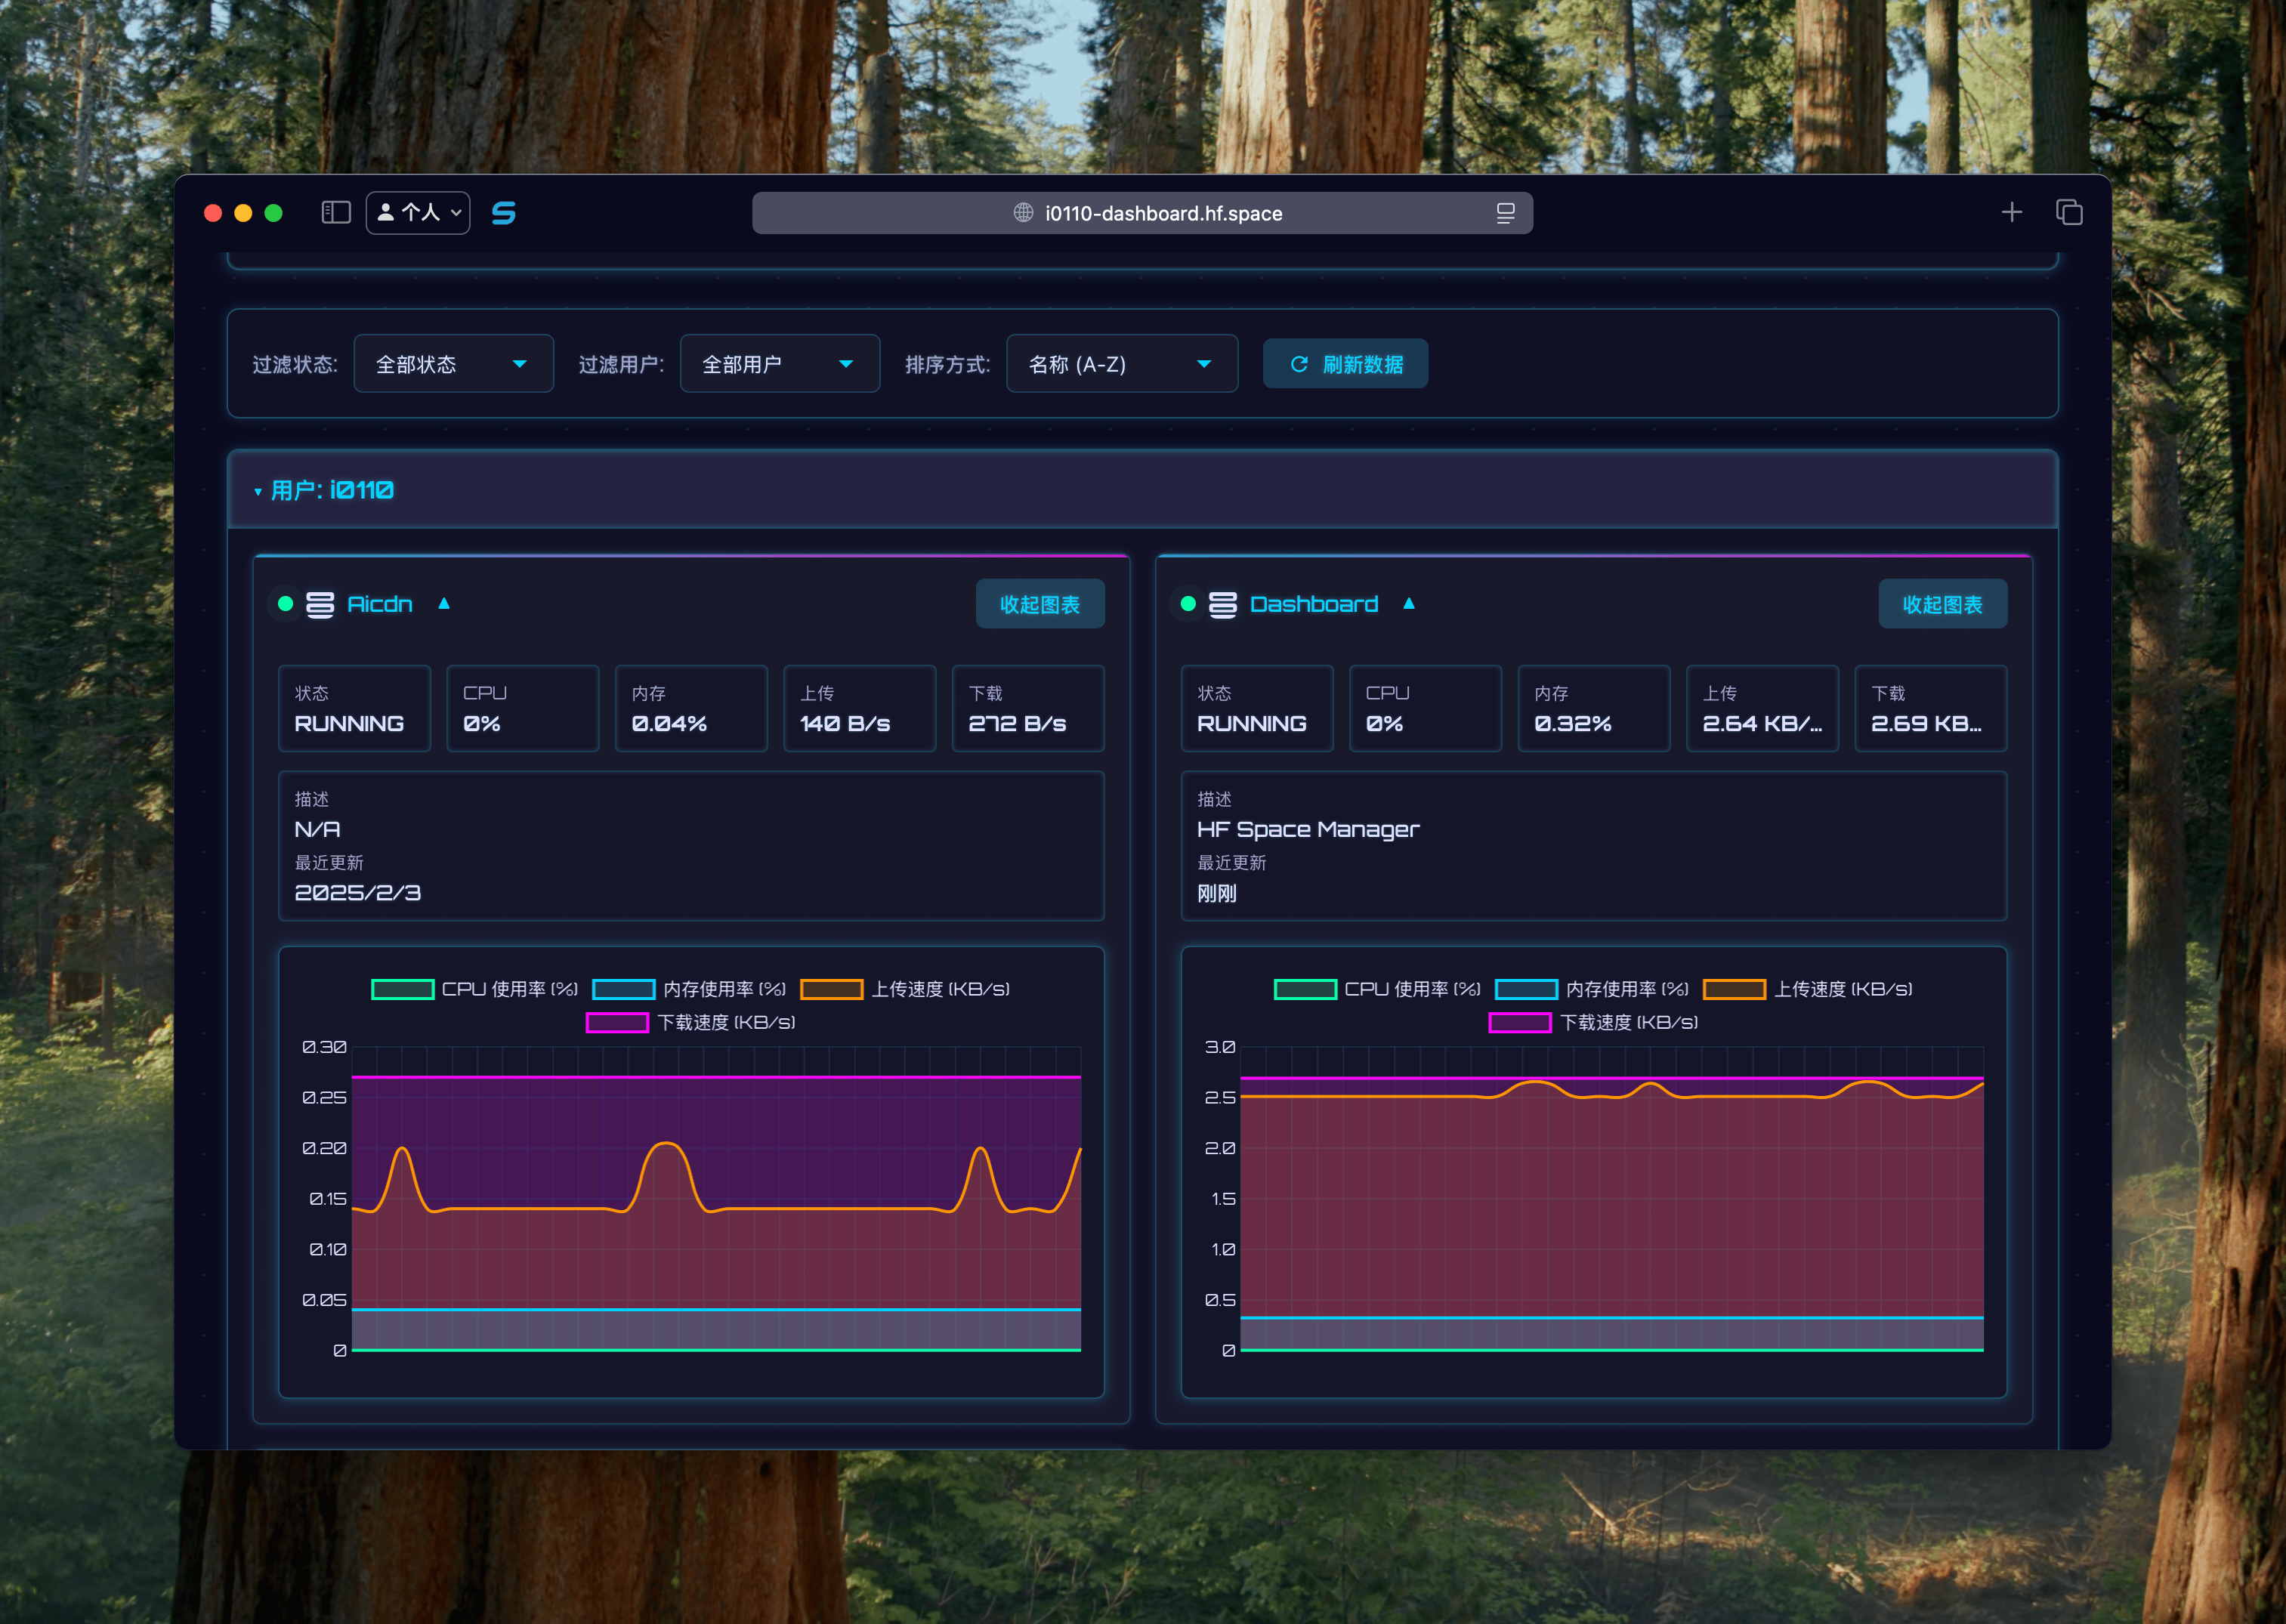 个人
i0110-dashboard.hf.space
过滤状态: 全部状态 过滤用户: 全部用户 排序方式: 名称 (A-Z) 刷新数据
用户: i0110
Aicdn 收起图表
状态 CPU 内存 上传 下载
RUNNING 0% 0.04% 140 B/s 272 B/s
描述
N/A
最近更新
2025/2/3
CPU 使用率 (%) 内存使用率 (%) 上传速度 (KB/s)
下载速度 (KB/s)
0.30
0.25
0.20
0.15
0.10
0.05
0
Dashboard 收起图表
状态 CPU 内存 上传 下载
RUNNING 0% 0.32% 2.64 KB/... 2.69 KB...
描述
HF Space Manager
最近更新
刚刚
CPU 使用率 (%) 内存使用率 (%) 上传速度 (KB/s)
下载速度 (KB/s)
3.0
2.5
2.0
1.5
1.0
0.5
0